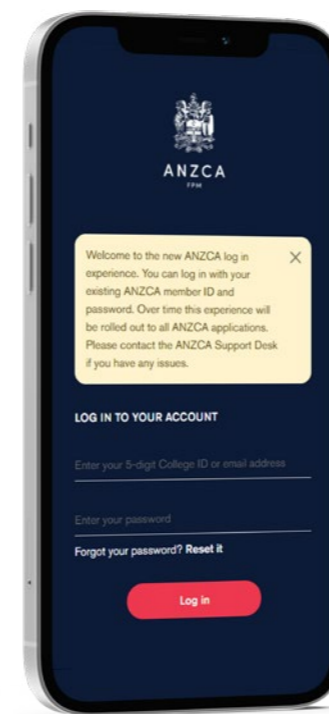 ANZCA
FPM
Welcome to the new ANZCA log in
experience. You can log in with your
existing ANZCA member ID and
password. Over time this experience will
be rolled out to all ANZCA applications.
Please contact the ANZCA Support Desk
if you have any issues.
LOG IN TO YOUR ACCOUNT
Enter your 5-digit College ID or email address
Enter your password
Forgot your password? Reset it
Log in